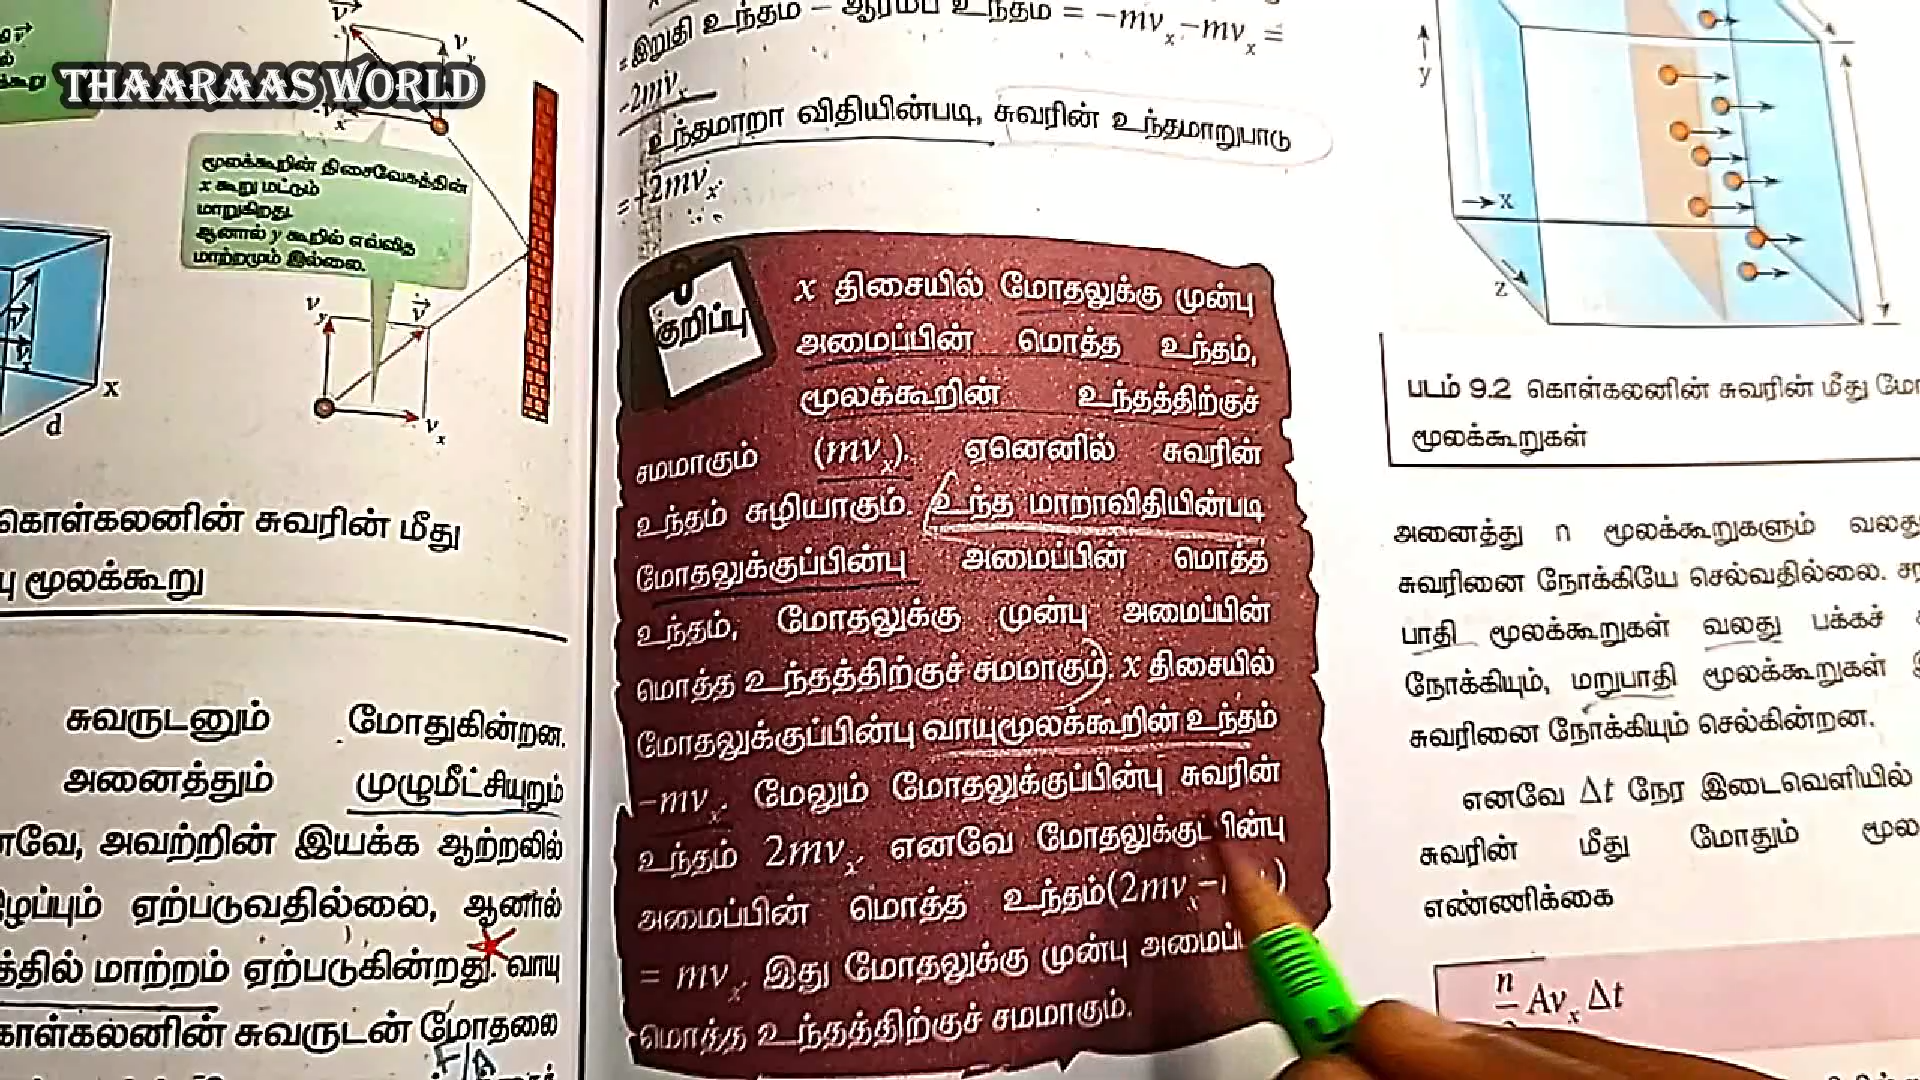 THAARAAS WORLD
மூலக்கூறின் திசைவேகத்தின்
x கூறு மட்டும்
மாறுகிறது.
ஆனால் y கூறில் எவ்வித
மாற்றமும் இல்லை.
கொள்கலனின் சுவரின் மீது
மூலக்கூறு
சுவருடனும் மோதுகின்றன.
அனைத்தும் முழுமீட்சியுறும்
அவற்றின் இயக்க ஆற்றலில்
ஏற்படுவதில்லை, ஆனால்
மாற்றம் ஏற்படுகின்றது. வாயு
கொள்கலனின் சுவருடன் மோதலை
= இறுதி உந்தம் – ஆரம்ப உந்தம் = −mvₓ−mvₓ =
−2mvₓ
உந்தமாறா விதியின்படி, சுவரின் உந்தமாறுபாடு
= +2mvₓ
குறிப்பு
x திசையில் மோதலுக்கு முன்பு
அமைப்பின் மொத்த உந்தம்,
மூலக்கூறின் உந்தத்திற்குச்
சமமாகும் (mvₓ). ஏனெனில் சுவரின்
உந்தம் சுழியாகும். உந்த மாறாவிதியின்படி
மோதலுக்குப்பின்பு அமைப்பின் மொத்த
உந்தம், மோதலுக்கு முன்பு அமைப்பின்
மொத்த உந்தத்திற்குச் சமமாகும். x திசையில்
மோதலுக்குப்பின்பு வாயுமூலக்கூறின் உந்தம்
−mvₓ. மேலும் மோதலுக்குப்பின்பு சுவரின்
உந்தம் 2mvₓ. எனவே மோதலுக்குப்பின்பு
அமைப்பின் மொத்த உந்தம்(2mvₓ−
= mvₓ இது மோதலுக்கு முன்பு
மொத்த உந்தத்திற்குச் சமமாகும்.
y
x
z
படம் 9.2 கொள்கலனின் சுவரின் மீது
மூலக்கூறுகள்
அனைத்து n மூலக்கூறுகளும்
சுவரினை நோக்கியே செல்வதில்லை.
பாதி மூலக்கூறுகள் வலது பக்கச்
நோக்கியும், மறுபாதி மூலக்கூறுகள்
சுவரினை நோக்கியும் செல்கின்றன.
எனவே Δt நேர இடைவெளியில்
சுவரின் மீது மோதும்
எண்ணிக்கை
n Avₓ Δt